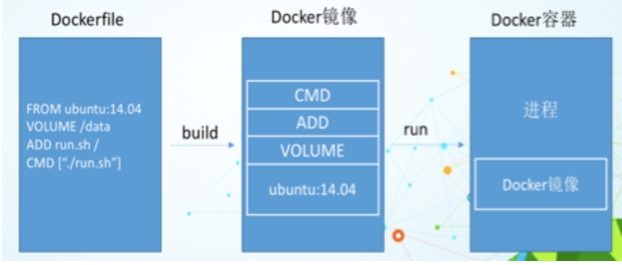 Dockerfile
Docker镜像
Docker容器
FROM ubuntu:14.04
VOLUME /data
ADD run.sh /
CMD [“./run.sh”]
build
CMD
ADD
VOLUME
ubuntu:14.04
run
进程
Docker镜像